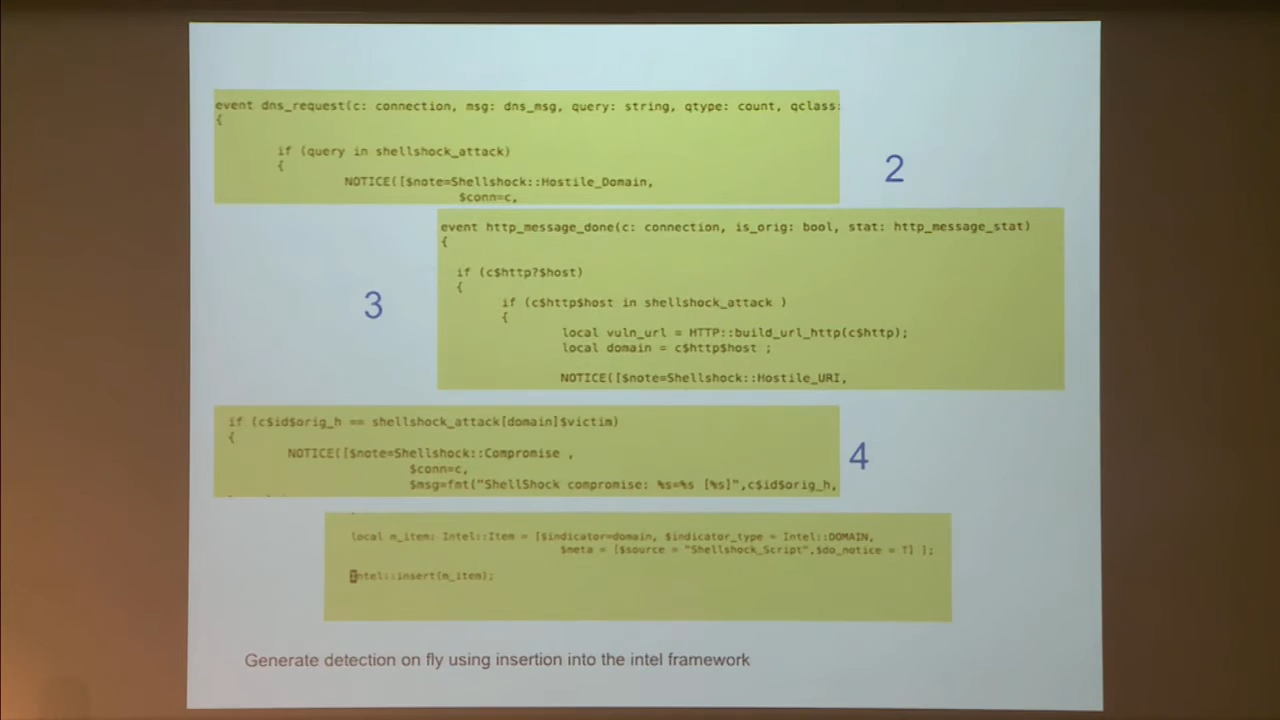 event dns_request(c: connection, msg: dns_msg, query: string, qtype: count, qclass:
{
if (query in shellshock_attack)
{
NOTICE([$note=Shellshock::Hostile_Domain,
$conn=c,
2
event http_message_done(c: connection, is_orig: bool, stat: http_message_stat)
{
if (c$http?$host)
{
if (c$http$host in shellshock_attack )
{
local vuln_url = HTTP::build_url_http(c$http);
local domain = c$http$host ;
NOTICE([$note=Shellshock::Hostile_URI,
3
if (c$id$orig_h == shellshock_attack[domain]$victim)
{
NOTICE([$note=Shellshock::Compromise ,
$conn=c,
$msg=fmt("ShellShock compromise: %s=%s [%s]",c$id$orig_h,
4
local m_item: Intel::Item = [$indicator=domain, $indicator_type = Intel::DOMAIN,
$meta = [$source = "Shellshock_Script",$do_notice = T] ];
Intel::insert(m_item);
Generate detection on fly using insertion into the intel framework